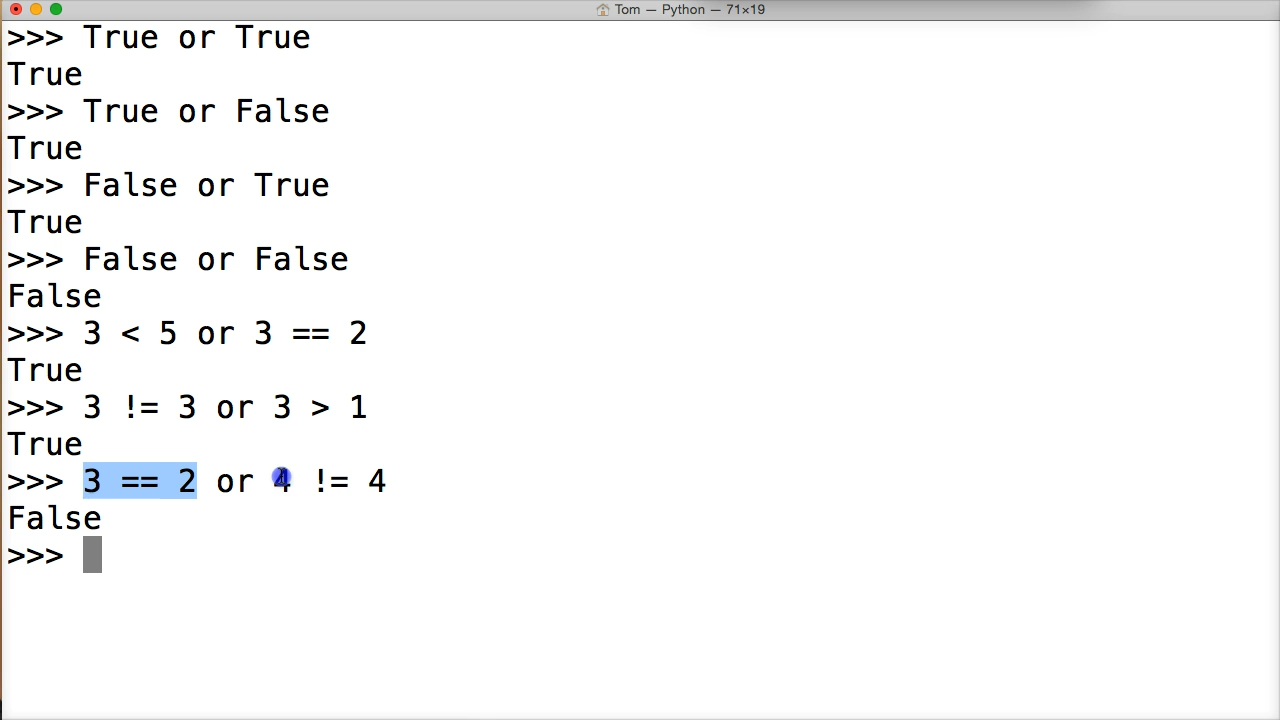 Tom — Python — 71×19
>>> True or True
True
>>> True or False
True
>>> False or True
True
>>> False or False
False
>>> 3 < 5 or 3 == 2
True
>>> 3 != 3 or 3 > 1
True
>>> 3 == 2 or 4 != 4
False
>>>